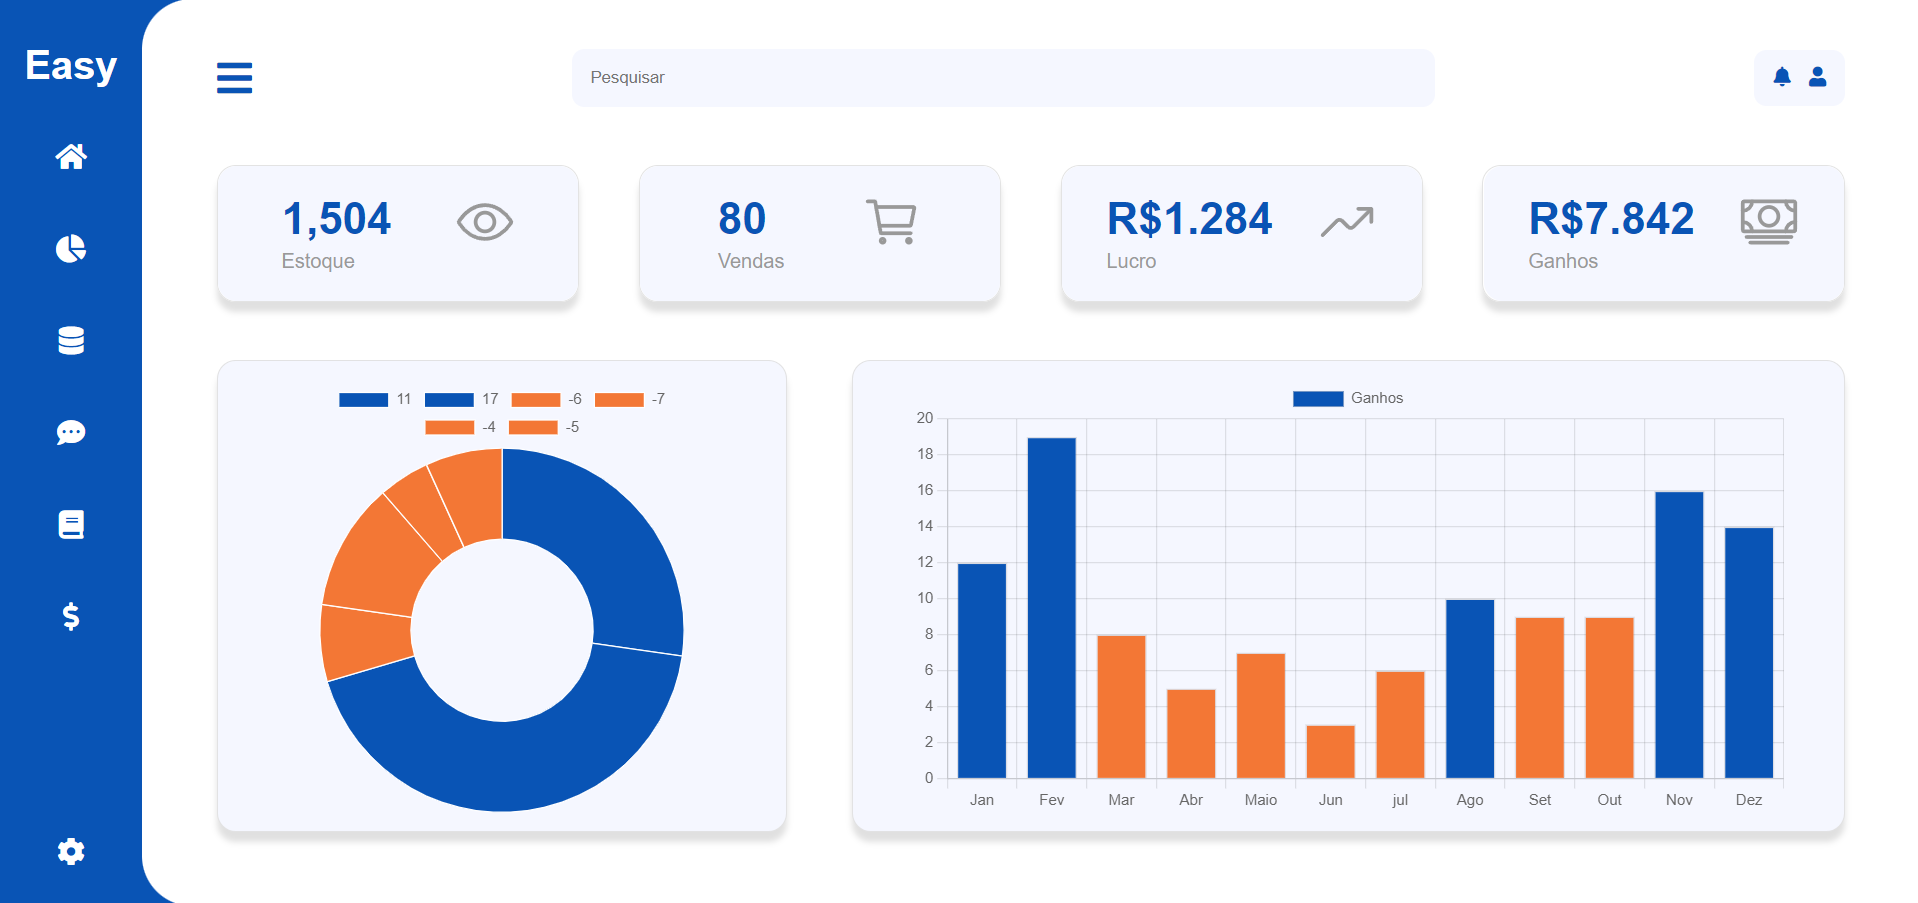 Easy
Pesquisar
1,504
Estoque
80
Vendas
R$1.284
Lucro
R$7.842
Ganhos
11 17 -6 -7
-4 -5
Ganhos
20
18
16
14
12
10
8
6
4
2
0
Jan Fev Mar Abr Maio Jun jul Ago Set Out Nov Dez